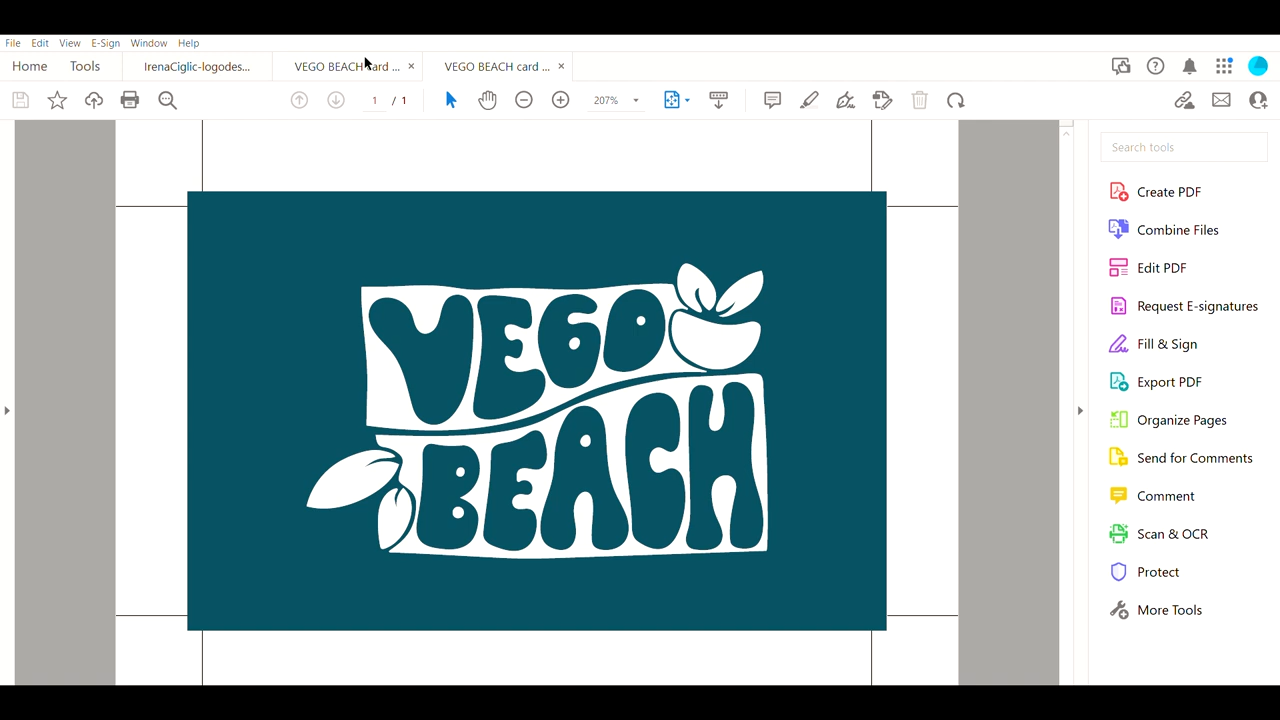 File Edit View E-Sign Window Help
Home Tools IrenaCiglic-logodes... VEGO BEACH card ... VEGO BEACH card ...
1 / 1 207%
VEGO
BEACH
Search tools
Create PDF
Combine Files
Edit PDF
Request E-signatures
Fill & Sign
Export PDF
Organize Pages
Send for Comments
Comment
Scan & OCR
Protect
More Tools